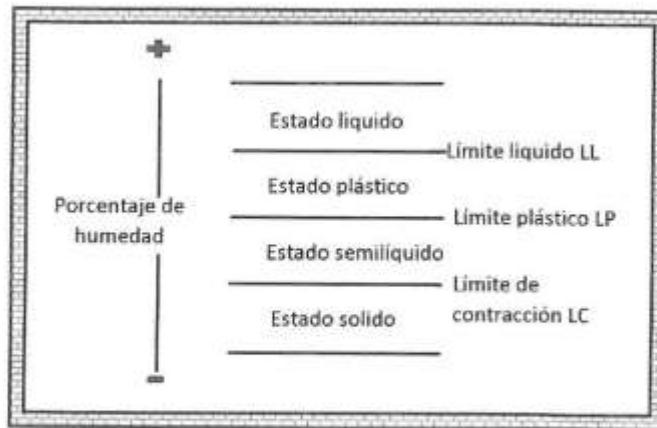 +
Estado liquido
Límite liquido LL
Estado plástico
Porcentaje de
humedad
Límite plástico LP
Estado semilíquido
Límite de
contracción LC
Estado solido
-